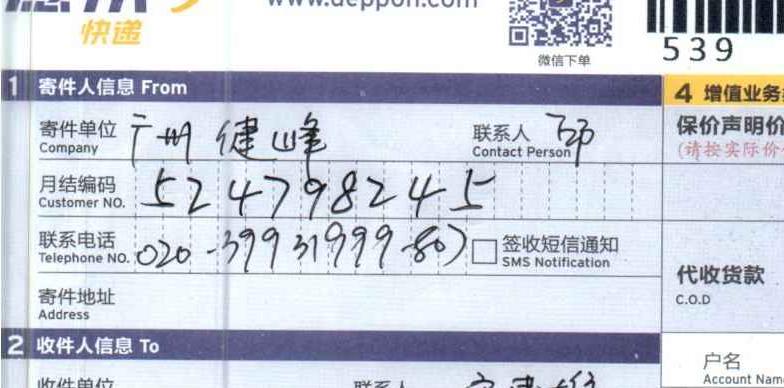 www.deppon.com
快递
微信下单
539
1 寄件人信息 From
4 增值业务
寄件单位 广州健峰 联系人
Company Contact Person
保价声明价
(请按实际价
月结编码 524798245
Customer NO.
联系电话 020-39931999-807 签收短信通知
Telephone NO. SMS Notification
代收货款
C.O.D
寄件地址
Address
2 收件人信息 To
户名
Account Nam
收件单位 联系人